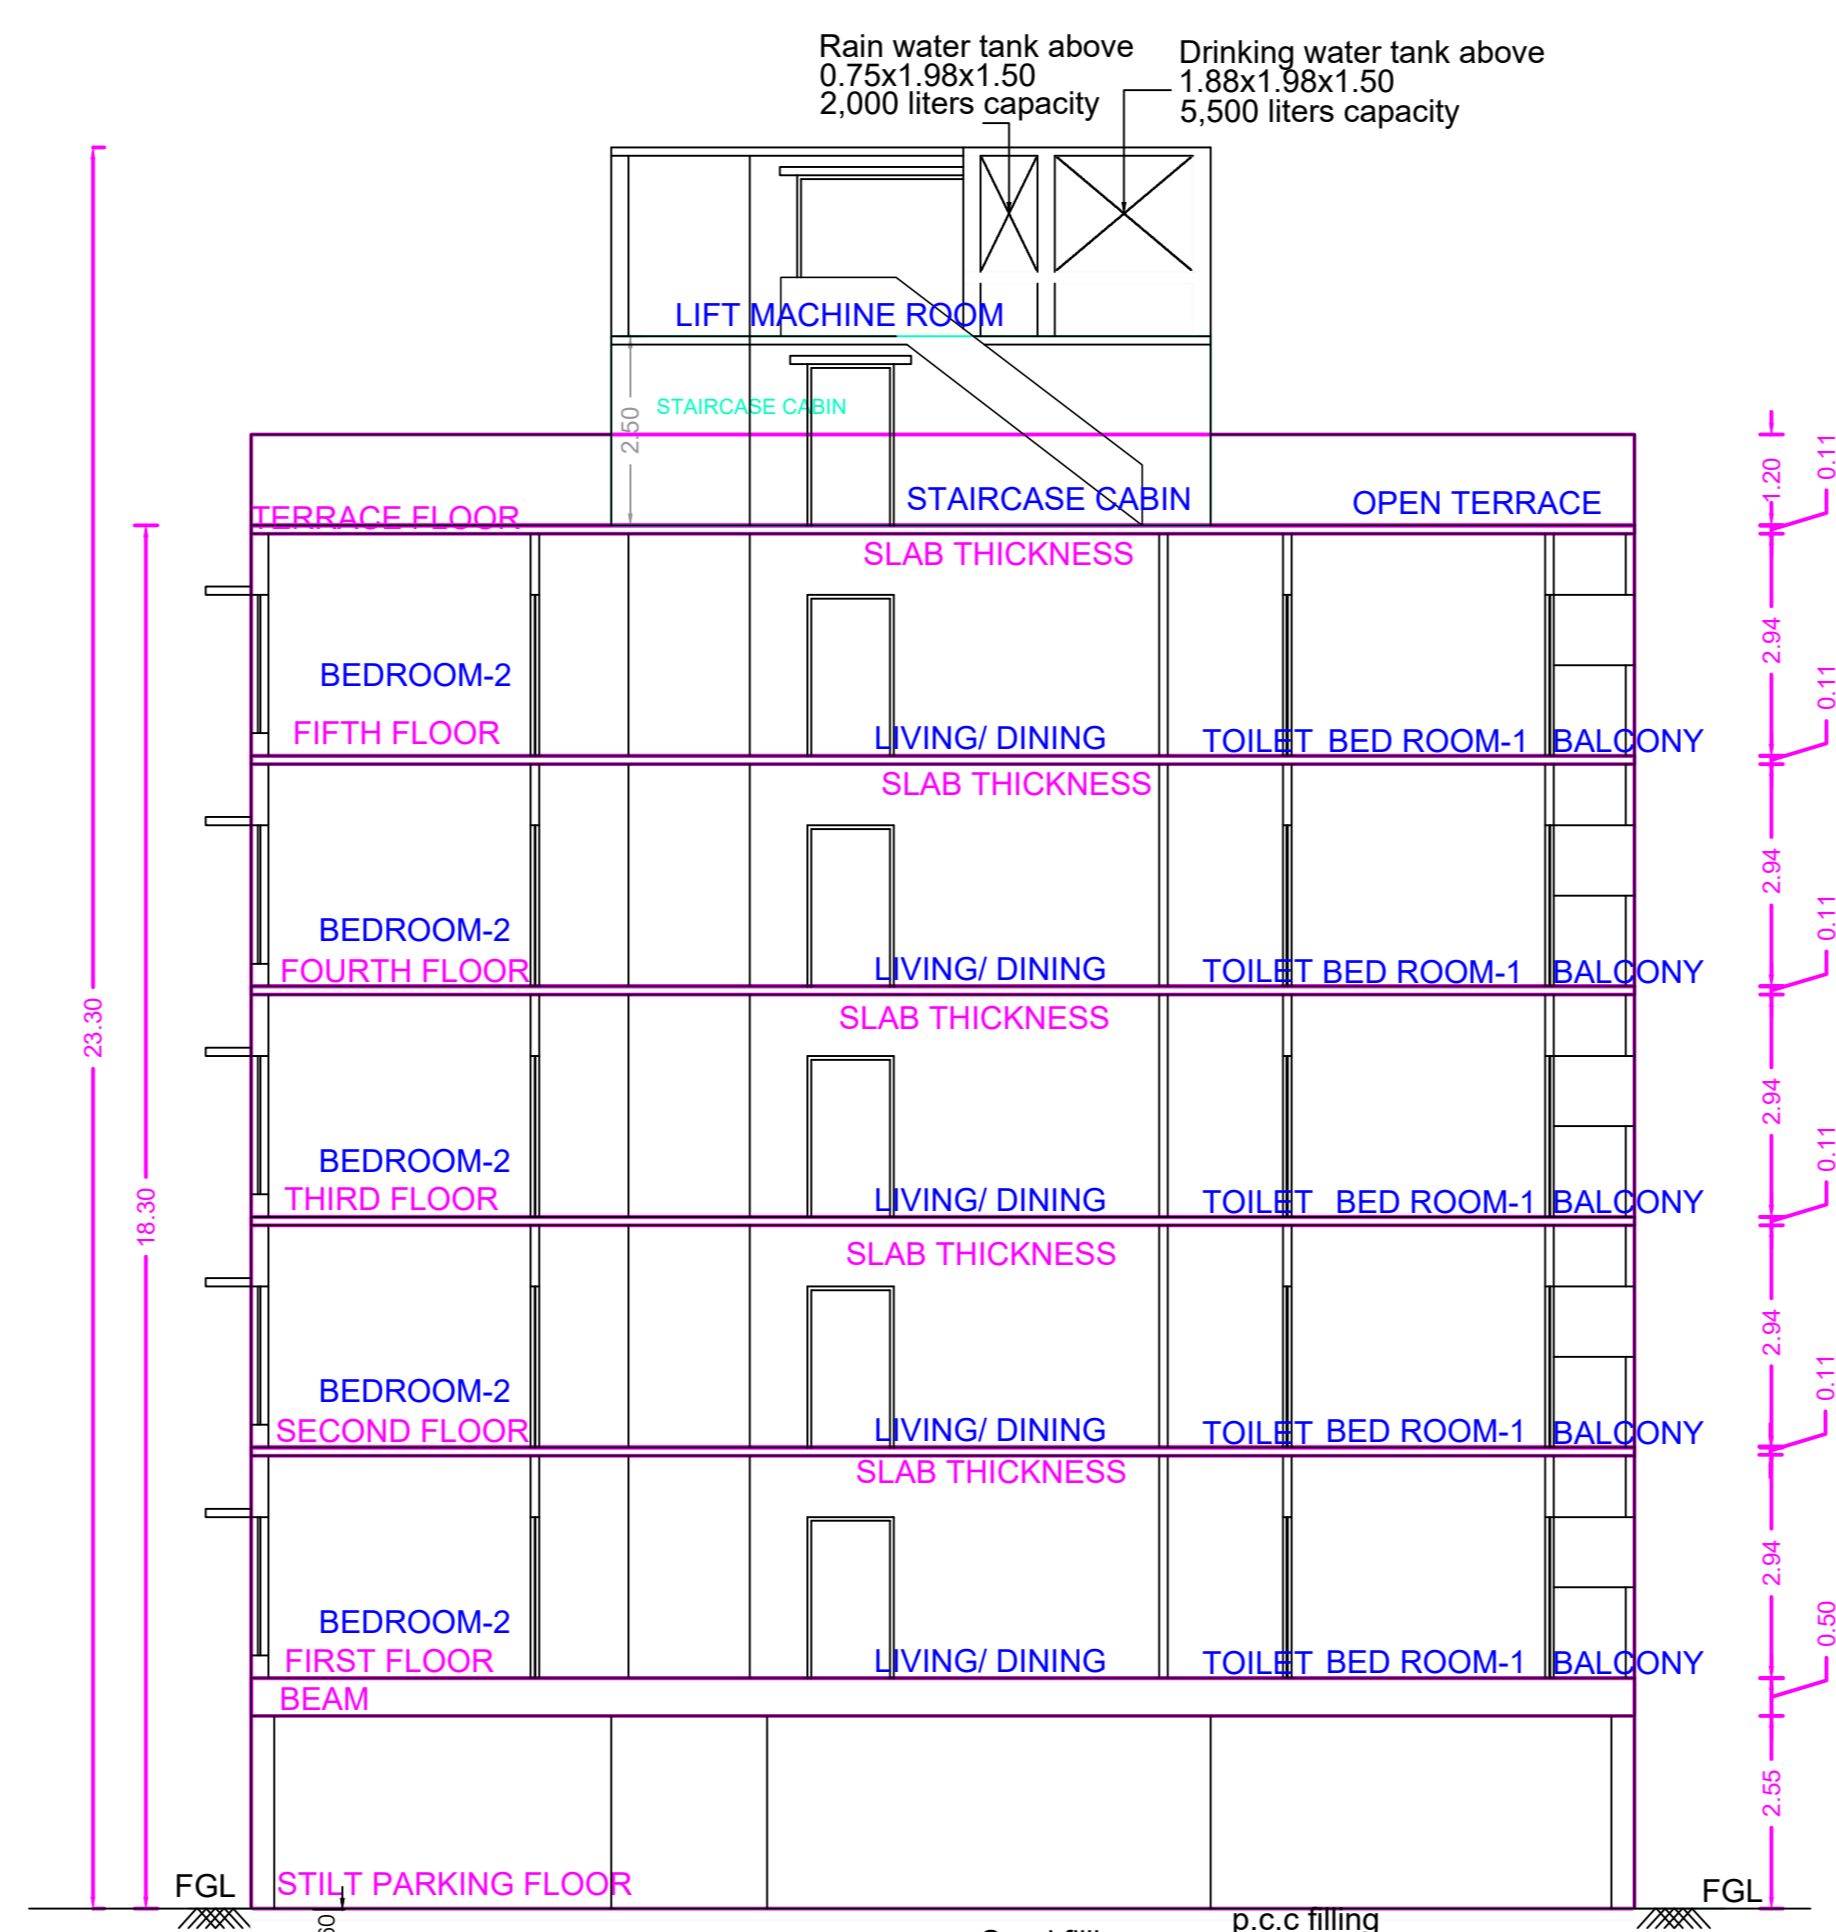 Rain water tank above
0.75x1.98x1.50
2,000 liters capacity
Drinking water tank above
1.88x1.98x1.50
5,500 liters capacity
LIFT MACHINE ROOM
STAIRCASE CABIN
2.50
STAIRCASE CABIN
OPEN TERRACE
TERRACE FLOOR
1.20
0.11
SLAB THICKNESS
BEDROOM-2
2.94
FIFTH FLOOR
LIVING/ DINING
TOILET
BED ROOM-1
BALCONY
0.11
SLAB THICKNESS
BEDROOM-2
2.94
FOURTH FLOOR
LIVING/ DINING
TOILET
BED ROOM-1
BALCONY
0.11
SLAB THICKNESS
23.30
BEDROOM-2
2.94
THIRD FLOOR
LIVING/ DINING
TOILET
BED ROOM-1
BALCONY
0.11
18.30
SLAB THICKNESS
BEDROOM-2
2.94
SECOND FLOOR
LIVING/ DINING
TOILET
BED ROOM-1
BALCONY
0.11
SLAB THICKNESS
BEDROOM-2
2.94
FIRST FLOOR
LIVING/ DINING
TOILET
BED ROOM-1
BALCONY
0.50
BEAM
2.55
STILT PARKING FLOOR
FGL
FGL
p.c.c filling